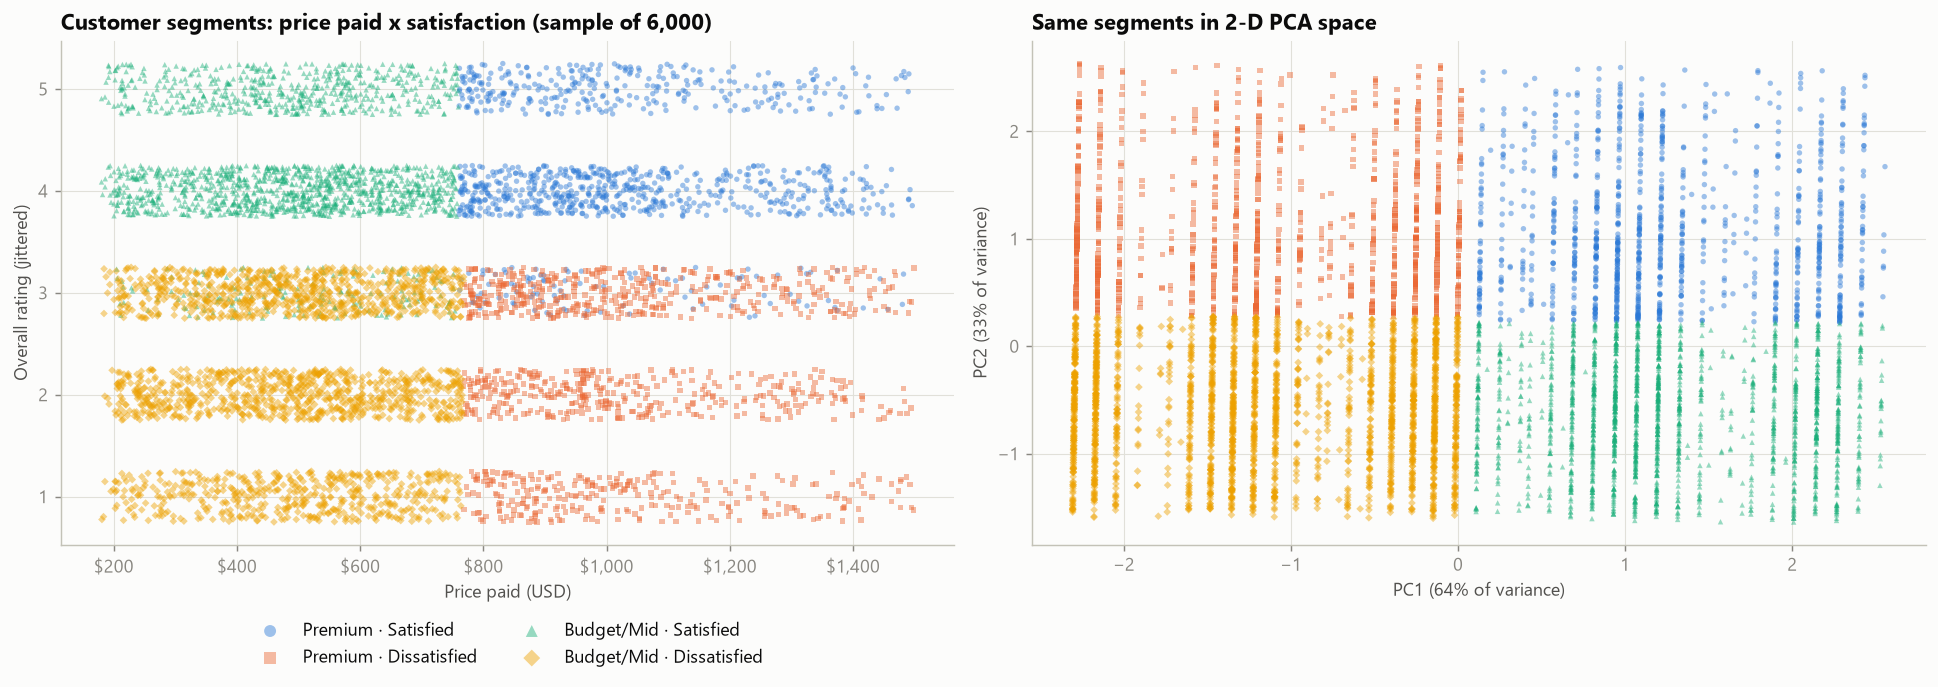 Customer segments: price paid x satisfaction (sample of 6,000)
Overall rating (jittered)
5
4
3
2
1
$200 $400 $600 $800 $1,000 $1,200 $1,400
Price paid (USD)
Premium · Satisfied
Premium · Dissatisfied
Budget/Mid · Satisfied
Budget/Mid · Dissatisfied
Same segments in 2-D PCA space
PC2 (33% of variance)
2
1
0
−1
−2 −1 0 1 2
PC1 (64% of variance)